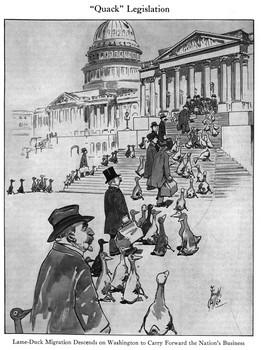 "Quack" Legislation
Lame-Duck Migration Descends on Washington to Carry Forward the Nation's Business